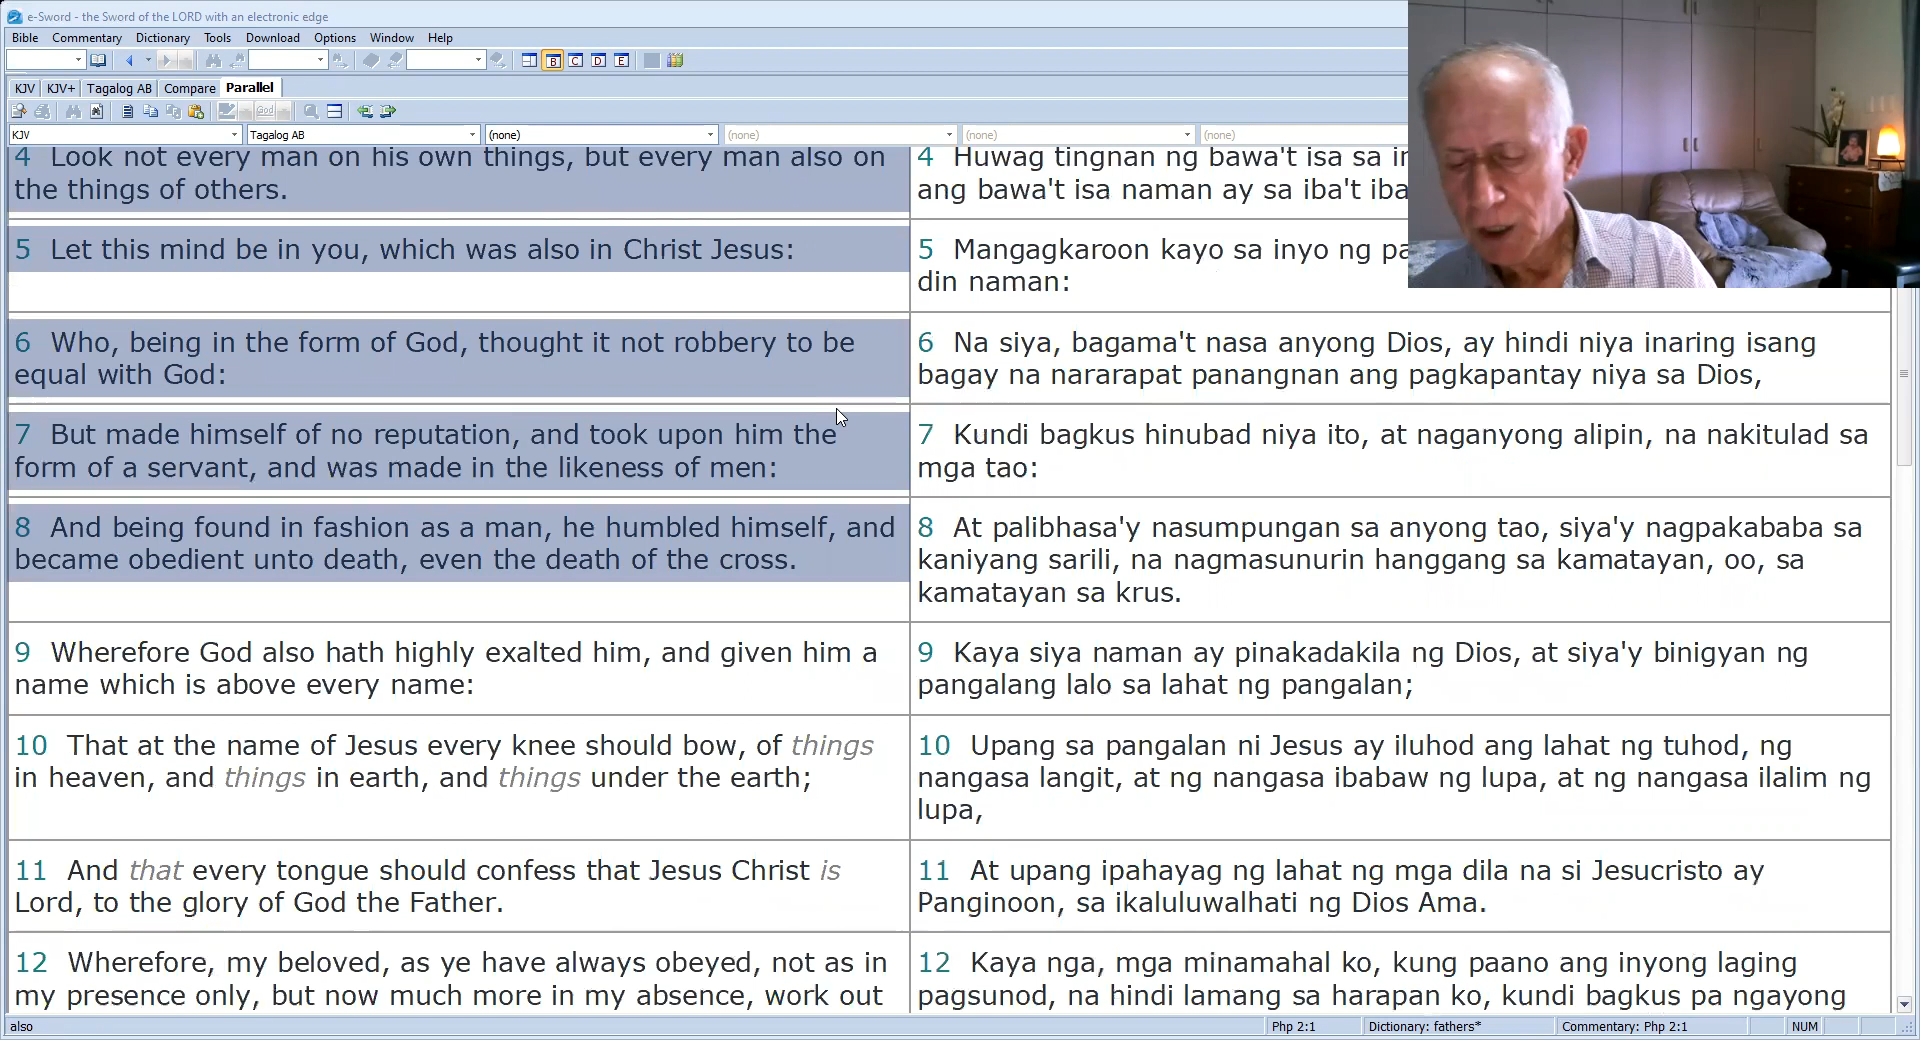 e-Sword - the Sword of the LORD with an electronic edge
Bible Commentary Dictionary Tools Download Options Window Help
B C D E
KJV KJV+ Tagalog AB Compare Parallel
God
KJV Tagalog AB (none) (none) (none) (none)
4 Look not every man on his own things, but every man also on
the things of others.
5 Let this mind be in you, which was also in Christ Jesus:
6 Who, being in the form of God, thought it not robbery to be
equal with God:
7 But made himself of no reputation, and took upon him the
form of a servant, and was made in the likeness of men:
8 And being found in fashion as a man, he humbled himself, and
became obedient unto death, even the death of the cross.
9 Wherefore God also hath highly exalted him, and given him a
name which is above every name:
10 That at the name of Jesus every knee should bow, of things
in heaven, and things in earth, and things under the earth;
11 And that every tongue should confess that Jesus Christ is
Lord, to the glory of God the Father.
12 Wherefore, my beloved, as ye have always obeyed, not as in
my presence only, but now much more in my absence, work out
4 Huwag tingnan ng bawa't isa sa
ang bawa't isa naman ay sa iba't iba
5 Mangagkaroon kayo sa inyo ng
din naman:
6 Na siya, bagama't nasa anyong Dios, ay hindi niya inaring isang
bagay na nararapat panangnan ang pagkapantay niya sa Dios,
7 Kundi bagkus hinubad niya ito, at naganyong alipin, na nakitulad sa
mga tao:
8 At palibhasa'y nasumpungan sa anyong tao, siya'y nagpakababa sa
kaniyang sarili, na nagmasunurin hanggang sa kamatayan, oo, sa
kamatayan sa krus.
9 Kaya siya naman ay pinakadakila ng Dios, at siya'y binigyan ng
pangalang lalo sa lahat ng pangalan;
10 Upang sa pangalan ni Jesus ay iluhod ang lahat ng tuhod, ng
nangasa langit, at ng nangasa ibabaw ng lupa, at ng nangasa ilalim ng
lupa,
11 At upang ipahayag ng lahat ng mga dila na si Jesucristo ay
Panginoon, sa ikaluluwalhati ng Dios Ama.
12 Kaya nga, mga minamahal ko, kung paano ang inyong laging
pagsunod, na hindi lamang sa harapan ko, kundi bagkus pa ngayong
also Php 2:1 Dictionary: fathers* Commentary: Php 2:1 NUM